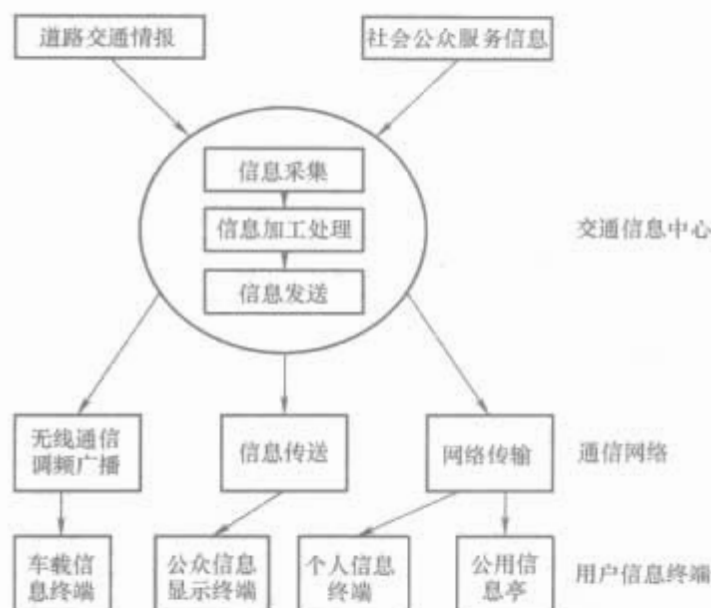 道路交通情报
社会公众服务信息
信息采集
信息加工处理
信息发送
交通信息中心
无线通信
调频广播
信息传送
网络传输
通信网络
车载信
息终端
公众信息
显示终端
个人信息
终端
公用信
息亭
用户信息终端